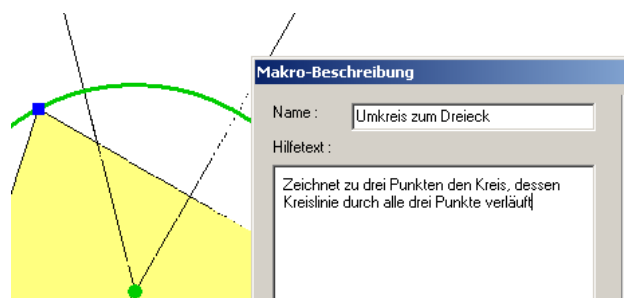 Makro-Beschreibung
Name :
Umkreis zum Dreieck
Hilfetext :
Zeichnet zu drei Punkten den Kreis, dessen
Kreislinie durch alle drei Punkte verläuft